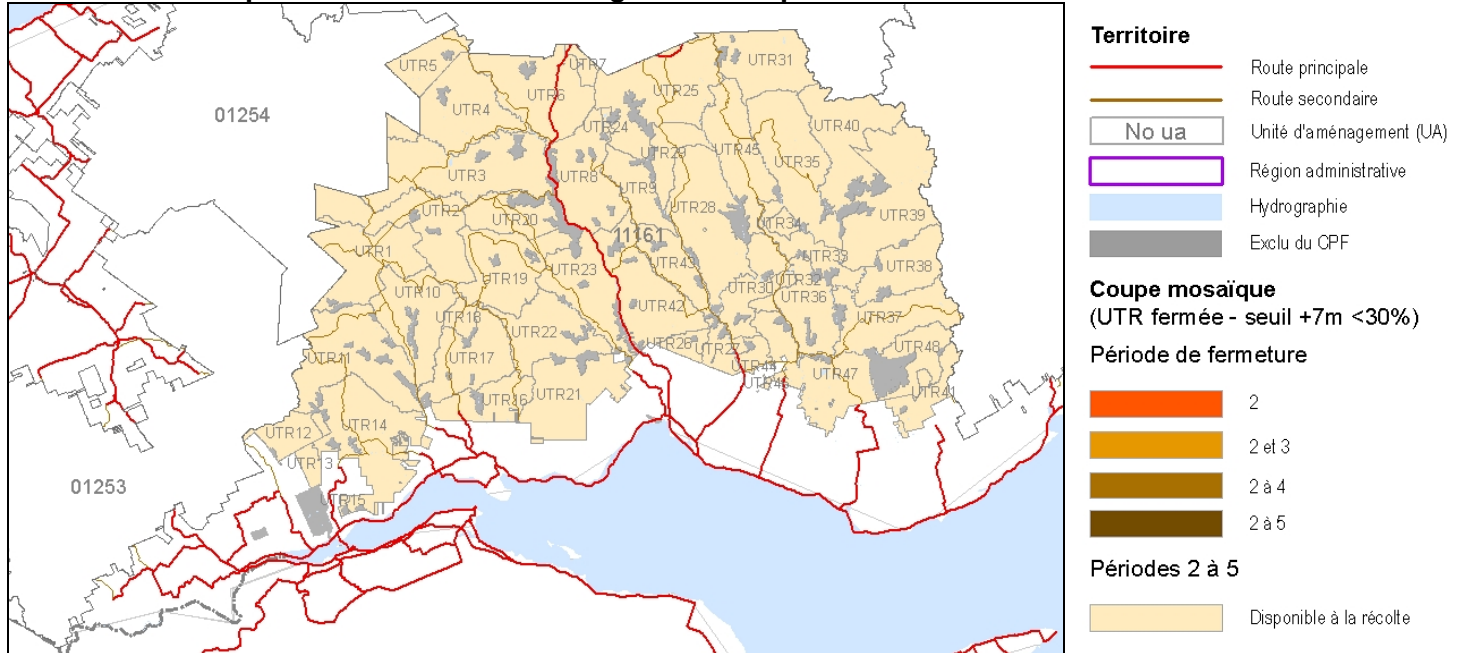 UTR31
UTR5
UTR7
UTR6
UTR25
UTR4
01254
UTR24
UTR40
UTR45
UTR29
UTR35
UTR3
UTR8
UTR9
UTR2
UTR20
UTR28
UTR39
UTR34
11161
UTR1
UTR33
UTR43
UTR23
UTR38
UTR19
UTR32
UTR30
UTR10
UTR36
UTR42
UTR18
UTR37
UTR22
UTR26
UTR27
UTR48
UTR11
UTR17
UTR44
UTR47
UTR21
UTR41
UTR16
UTR14
UTR12
UTR13
01253
UTR15
Territoire
Route principale
Route secondaire
No ua
Unité d'aménagement (UA)
Région administrative
Hydrographie
Exclu du CPF
Coupe mosaïque
(UTR fermée - seuil +7m <30%)
Période de fermeture
2
2 et 3
2 à 4
2 à 5
Périodes 2 à 5
Disponible à la récolte